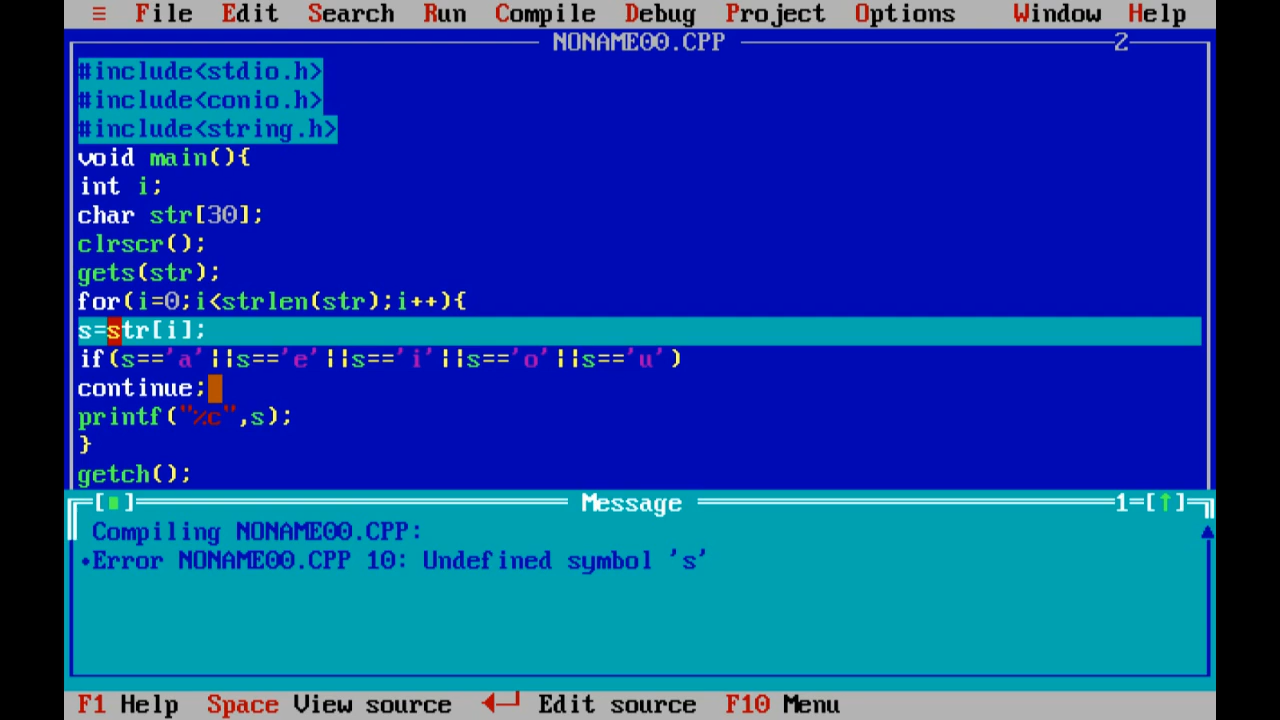 ≡ File Edit Search Run Compile Debug Project Options Window Help
NONAME00.CPP 2
#include<stdio.h>
#include<conio.h>
#include<string.h>
void main(){
int i;
char str[30];
clrscr();
gets(str);
for(i=0;i<strlen(str);i++){
s=str[i];
if(s=='a'||s=='e'||s=='i'||s=='o'||s=='u')
continue;
printf("%c",s);
}
getch();
[■] Message 1=[↑]
Compiling NONAME00.CPP:
•Error NONAME00.CPP 10: Undefined symbol 's'
F1 Help Space View source ◄─┘ Edit source F10 Menu